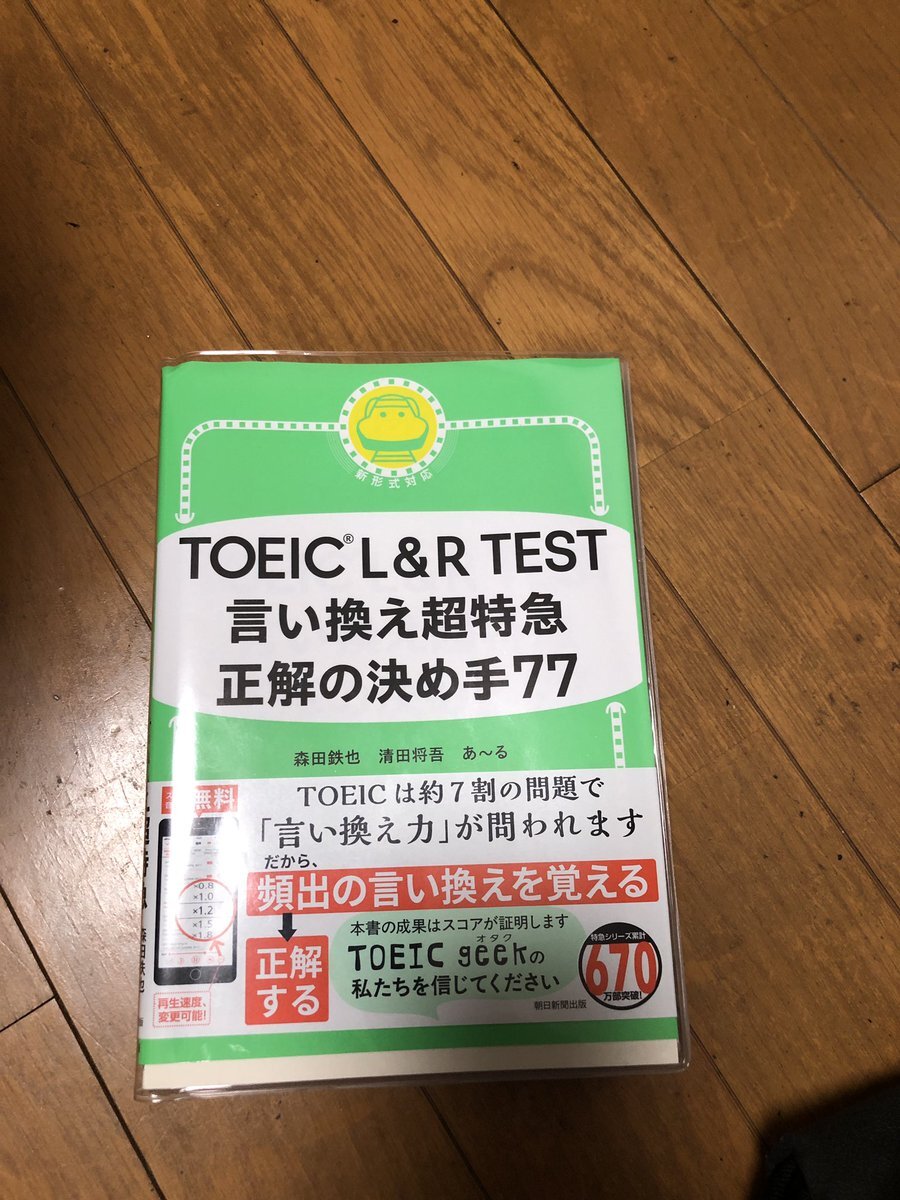 新形式対応
TOEIC® L&R TEST
言い換え超特急
正解の決め手77
森田鉄也 清田将吾 あ〜る
無料
×0.8
×1.0
×1.2
×1.5
×1.8
再生速度、
変更可能!
TOEICは約7割の問題で
「言い換え力」が問われます
だから、
頻出の言い換えを覚える
正解
する
本書の成果はスコアが証明します
オタク
TOEIC geekの
私たちを信じてください
特急シリーズ累計
670
万部突破!
朝日新聞出版